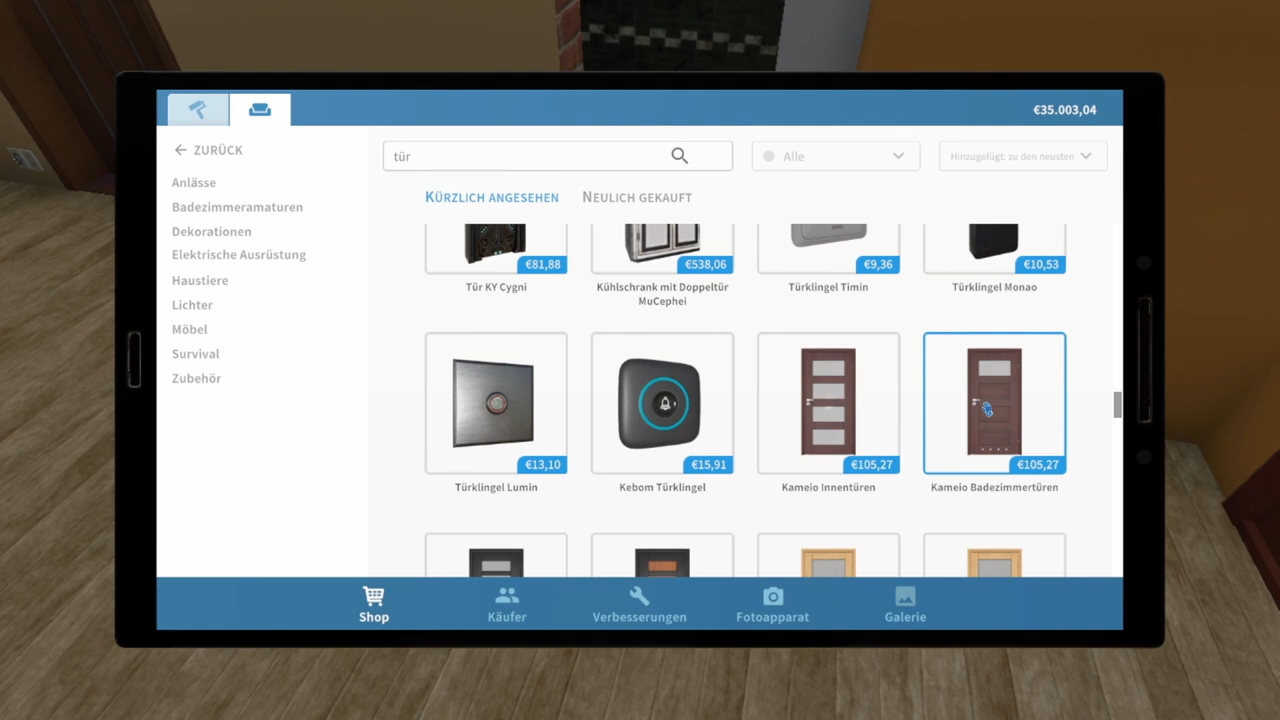 €35.003,04
ZURÜCK
tür
Alle
Hinzugefügt: zu den neusten
KÜRZLICH ANGESEHEN
NEULICH GEKAUFT
Anlässe
Badezimmeramaturen
Dekorationen
Elektrische Ausrüstung
Haustiere
Lichter
Möbel
Survival
Zubehör
€81,88
€538,06
€9,36
€10,53
Tür KY Cygni
Kühlschrank mit Doppeltür
MuCephei
Türklingel Timin
Türklingel Monao
€13,10
€15,91
€105,27
€105,27
Türklingel Lumin
Kebom Türklingel
Kameio Innentüren
Kameio Badezimmertüren
Shop
Käufer
Verbesserungen
Fotoapparat
Galerie